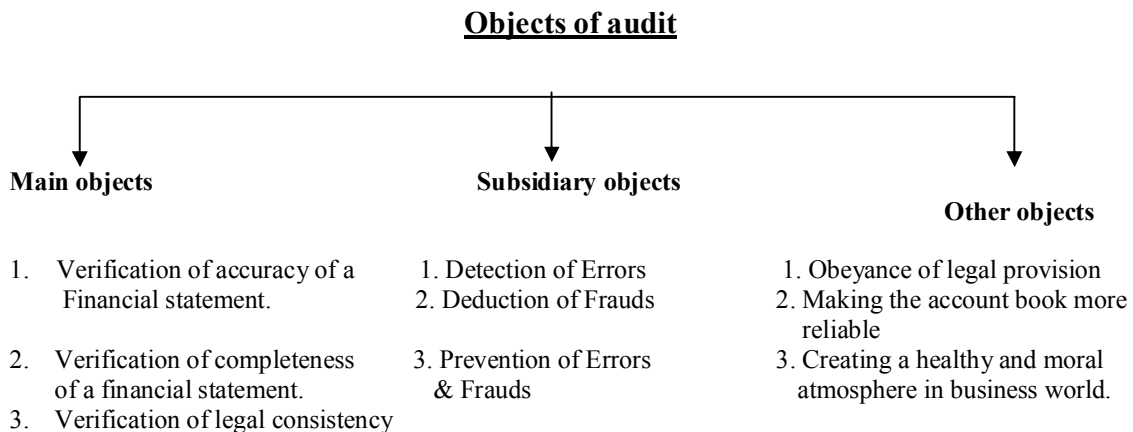 Objects of audit
Main objects
Subsidiary objects
Other objects
1. Verification of accuracy of a
Financial statement.
2. Verification of completeness
of a financial statement.
3. Verification of legal consistency
1. Detection of Errors
2. Deduction of Frauds
3. Prevention of Errors
& Frauds
1. Obeyance of legal provision
2. Making the account book more
reliable
3. Creating a healthy and moral
atmosphere in business world.